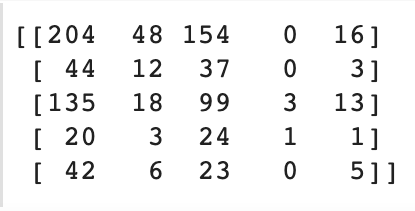 [[204 48 154 0 16]
[ 44 12 37 0 3]
[135 18 99 3 13]
[ 20 3 24 1 1]
[ 42 6 23 0 5]]